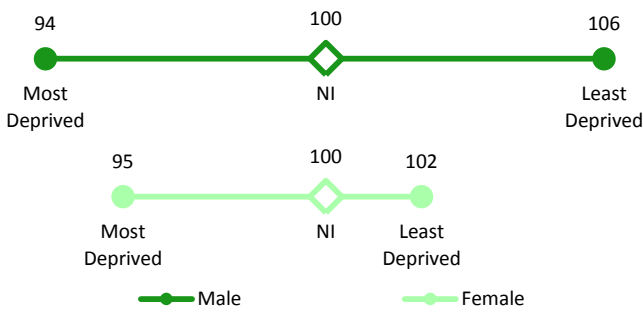 94 100 106
Most NI Least
Deprived Deprived
95 100 102
Most NI Least
Deprived Deprived
Male Female